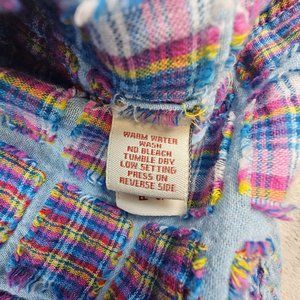 WARM WATER
WASH
NO BLEACH
TUMBLE DRY
LOW SETTING
PRESS ON
REVERSE SIDE